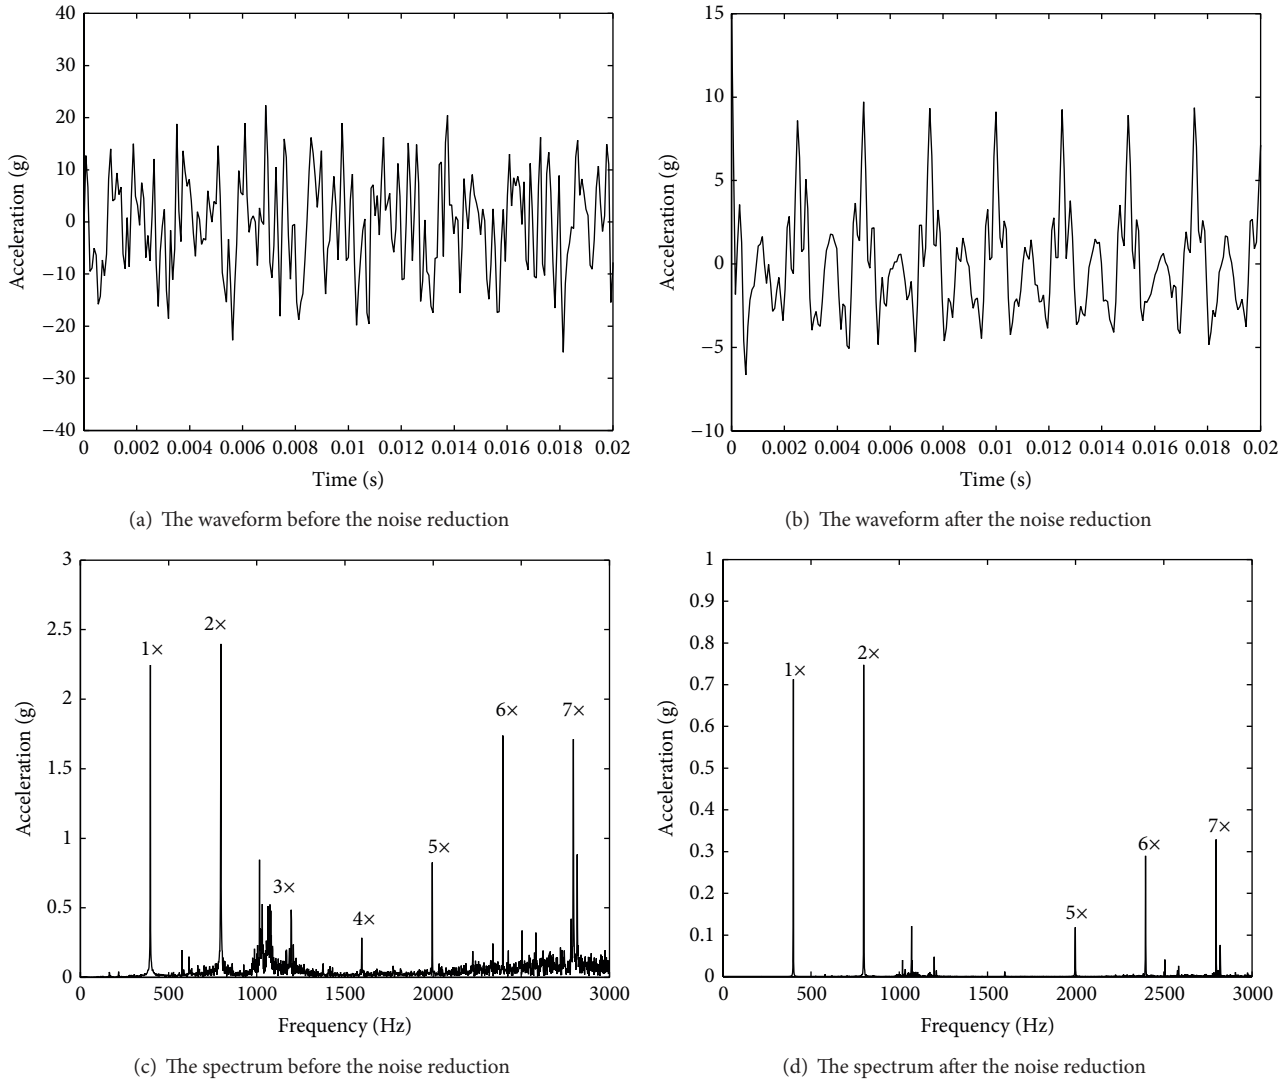 40
30
20
10
0
−10
−20
−30
−40
Acceleration (g)
0 0.002 0.004 0.006 0.008 0.01 0.012 0.014 0.016 0.018 0.02
Time (s)
(a) The waveform before the noise reduction
15
10
5
0
−5
−10
Acceleration (g)
0 0.002 0.004 0.006 0.008 0.01 0.012 0.014 0.016 0.018 0.02
Time (s)
(b) The waveform after the noise reduction
3
2.5
2
1.5
1
0.5
0
Acceleration (g)
1×
2×
3×
4×
5×
6×
7×
0 500 1000 1500 2000 2500 3000
Frequency (Hz)
(c) The spectrum before the noise reduction
1
0.9
0.8
0.7
0.6
0.5
0.4
0.3
0.2
0.1
0
Acceleration (g)
1×
2×
5×
6×
7×
0 500 1000 1500 2000 2500 3000
Frequency (Hz)
(d) The spectrum after the noise reduction